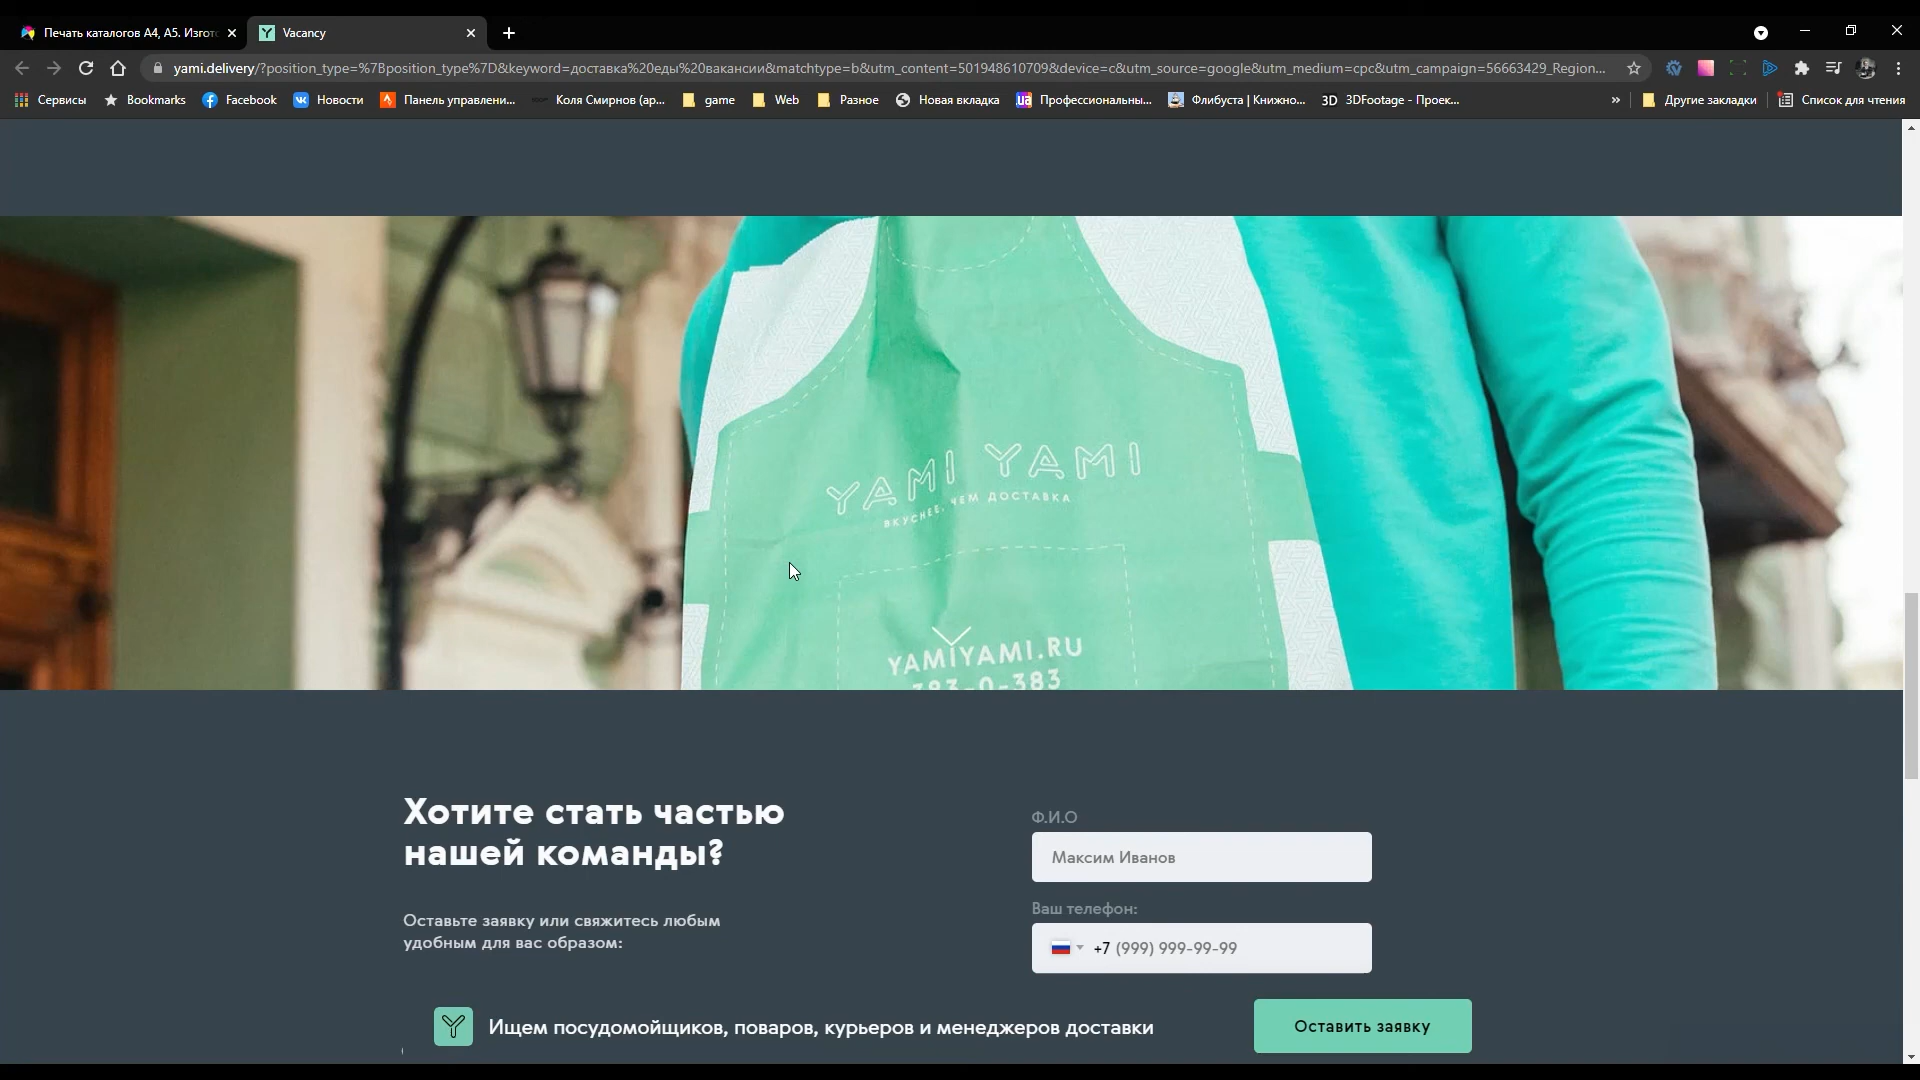 Печать каталогов А4, А5. Изгот
Vacancy
yami.delivery/?position_type=%7Bposition_type%7D&keyword=доставка%20еды%20вакансии&matchtype=b&utm_content=501948610709&device=c&utm_source=google&utm_medium=cpc&utm_campaign=56663429_Region...
Сервисы
Bookmarks
Facebook
Новости
Панель управлени...
Коля Смирнов (ар...
game
Web
Разное
Новая вкладка
Профессиональны...
Флибуста | Книжно...
3D 3DFootage - Проек...
»
Другие закладки
Список для чтения
YAMI YAMI
ВКУСНЕЕ, ЧЕМ ДОСТАВКА
YAMIYAMI.RU
383-0-383
Хотите стать частью
нашей команды?
Оставьте заявку или свяжитесь любым
удобным для вас образом:
Ф.И.О
Максим Иванов
Ваш телефон:
+7 (999) 999-99-99
Ищем посудомойщиков, поваров, курьеров и менеджеров доставки
Оставить заявку